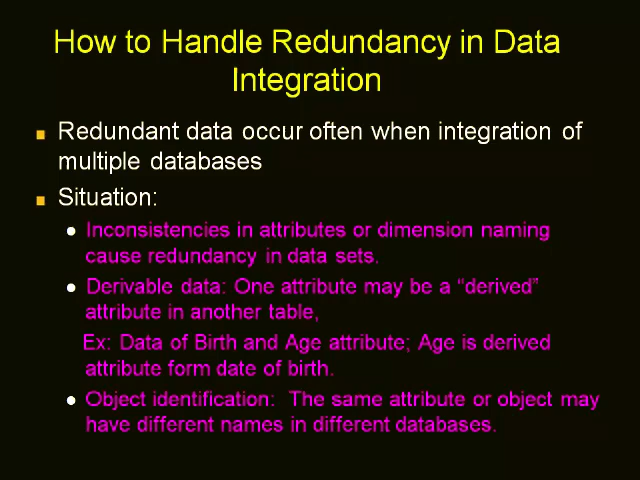 How to Handle Redundancy in Data
Integration
Redundant data occur often when integration of
multiple databases
Situation:
Inconsistencies in attributes or dimension naming
cause redundancy in data sets.
Derivable data: One attribute may be a “derived”
attribute in another table,
Ex: Data of Birth and Age attribute; Age is derived
attribute form date of birth.
Object identification: The same attribute or object may
have different names in different databases.